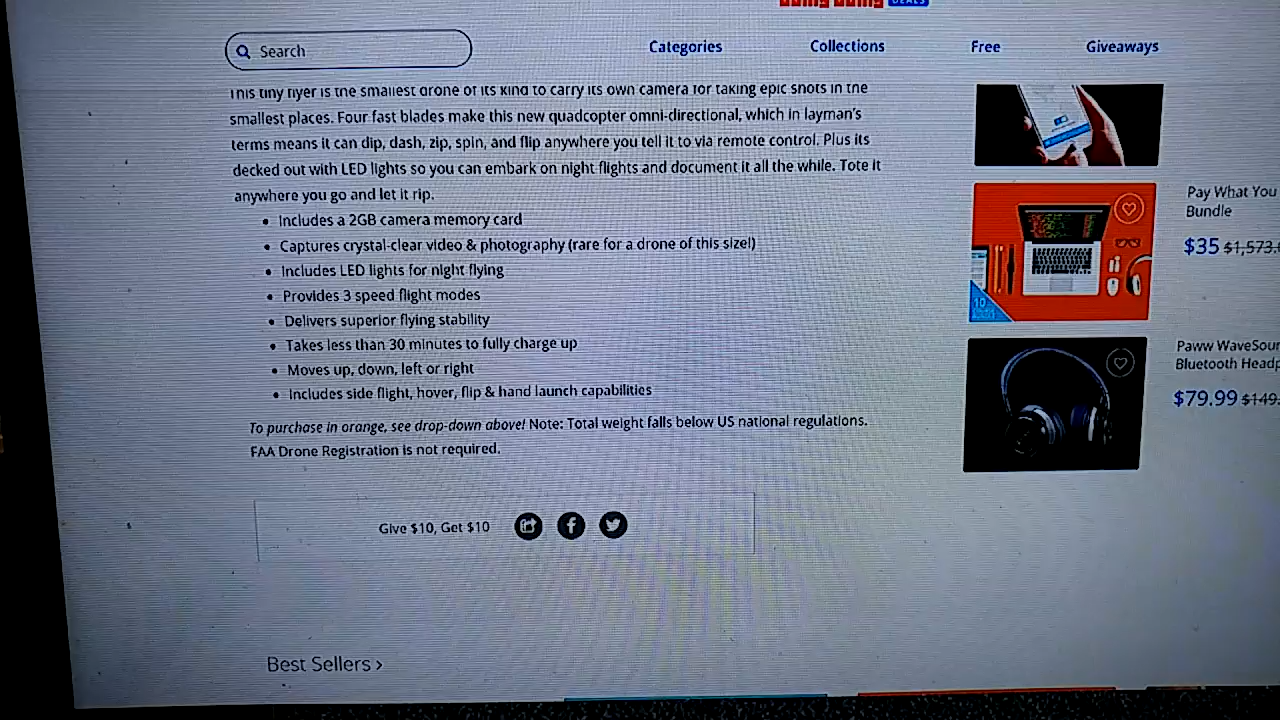 DEALS
Search
Categories
Collections
Free
Giveaways
This tiny flyer is the smallest drone of its kind to carry its own camera for taking epic shots in the
smallest places. Four fast blades make this new quadcopter omni-directional, which in layman's
terms means it can dip, dash, zip, spin, and flip anywhere you tell it to via remote control. Plus its
decked out with LED lights so you can embark on night flights and document it all the while. Tote it
anywhere you go and let it rip.
• Includes a 2GB camera memory card
• Captures crystal-clear video & photography (rare for a drone of this size!)
• Includes LED lights for night flying
• Provides 3 speed flight modes
• Delivers superior flying stability
• Takes less than 30 minutes to fully charge up
• Moves up, down, left or right
• Includes side flight, hover, flip & hand launch capabilities
To purchase in orange, see drop-down above! Note: Total weight falls below US national regulations.
FAA Drone Registration is not required.
Give $10, Get $10
Best Sellers >
Pay What You
Bundle
$35 $1,573.
10
Paww WaveSour
Bluetooth Headp
$79.99 $149.